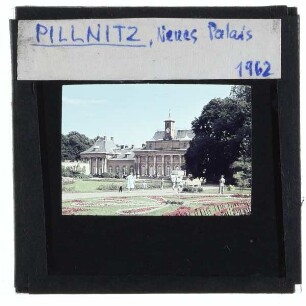 PILLNITZ, Neues Palais
1962